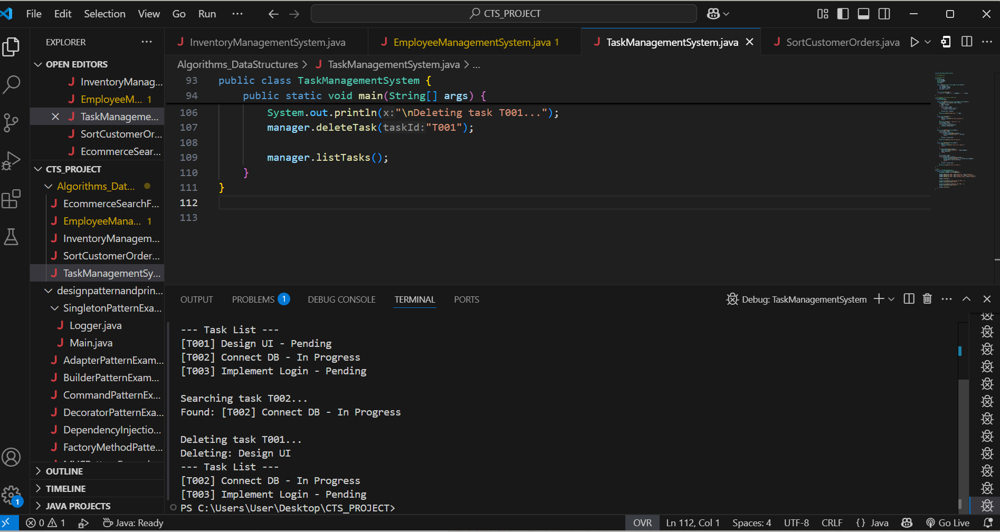 File Edit Selection View Go Run ... CTS_PROJECT
EXPLORER ...
OPEN EDITORS
InventoryManag...
EmployeeM... 1
TaskManageme...
SortCustomerOr...
EcommerceSear...
CTS_PROJECT
Algorithms_Dat...
EcommerceSearchF...
EmployeeMana... 1
InventoryManagem...
SortCustomerOrder...
TaskManagementSy...
designpatternandprin...
SingletonPatternExa...
Logger.java
Main.java
AdapterPatternExam...
BuilderPatternExam...
CommandPatternEx...
DecoratorPatternExa...
DependencyInjectio...
FactoryMethodPatte...
OUTLINE
TIMELINE
JAVA PROJECTS
InventoryManagementSystem.java EmployeeManagementSystem.java 1 TaskManagementSystem.java SortCustomerOrders.java
Algorithms_DataStructures > TaskManagementSystem.java > ...
93 public class TaskManagementSystem {
94 public static void main(String[] args) {
106 System.out.println(x:"\nDeleting task T001...");
107 manager.deleteTask(taskId:"T001");
108
109 manager.listTasks();
110 }
111 }
112
113
OUTPUT PROBLEMS 1 DEBUG CONSOLE TERMINAL PORTS Debug: TaskManagementSystem
--- Task List ---
[T001] Design UI - Pending
[T002] Connect DB - In Progress
[T003] Implement Login - Pending
Searching task T002...
Found: [T002] Connect DB - In Progress
Deleting task T001...
Deleting: Design UI
--- Task List ---
[T002] Connect DB - In Progress
[T003] Implement Login - Pending
PS C:\Users\User\Desktop\CTS_PROJECT>
1
0 1 Java: Ready OVR Ln 112, Col 1 Spaces: 4 UTF-8 CRLF {} Java Go Live